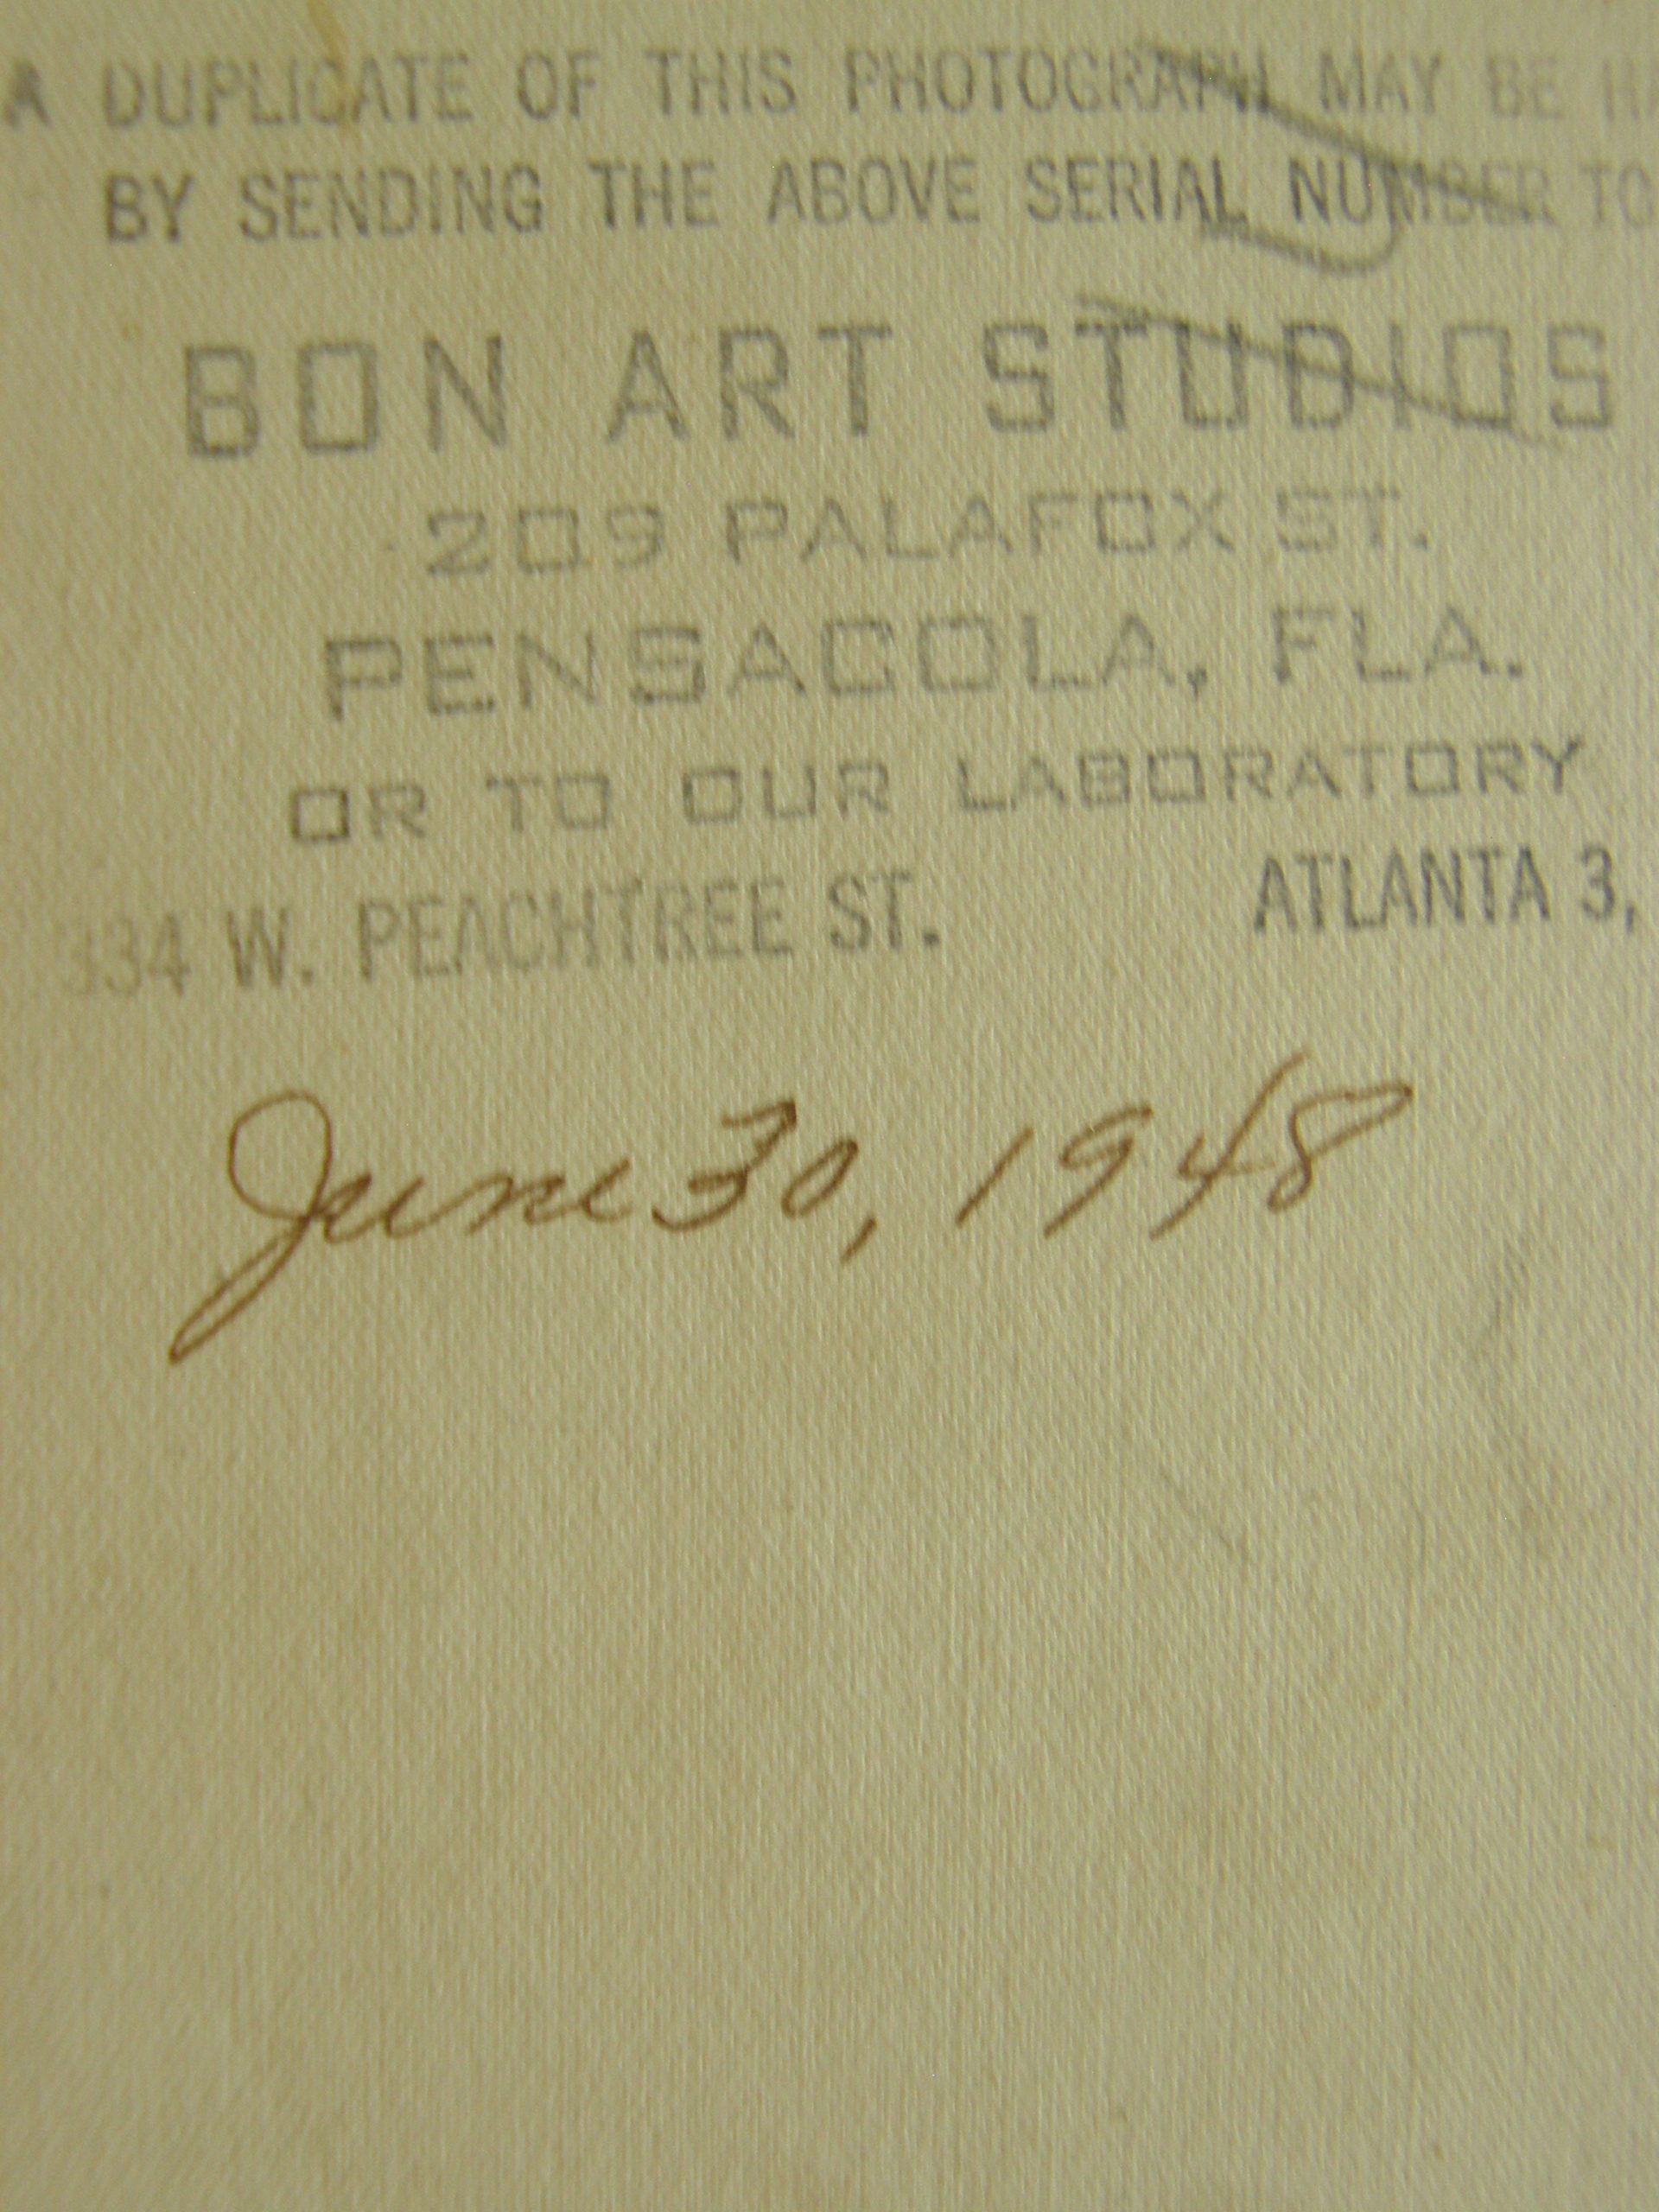 A DUPLICATE OF THIS PHOTOGRAPH MAY BE
BY SENDING THE ABOVE SERIAL NUMBER TO
BON ART STUDIOS
209 PALAFOX ST.
PENSACOLA, FLA.
OR TO OUR LABORATORY
334 W. PEACHTREE ST. ATLANTA 3,
June 30, 1948